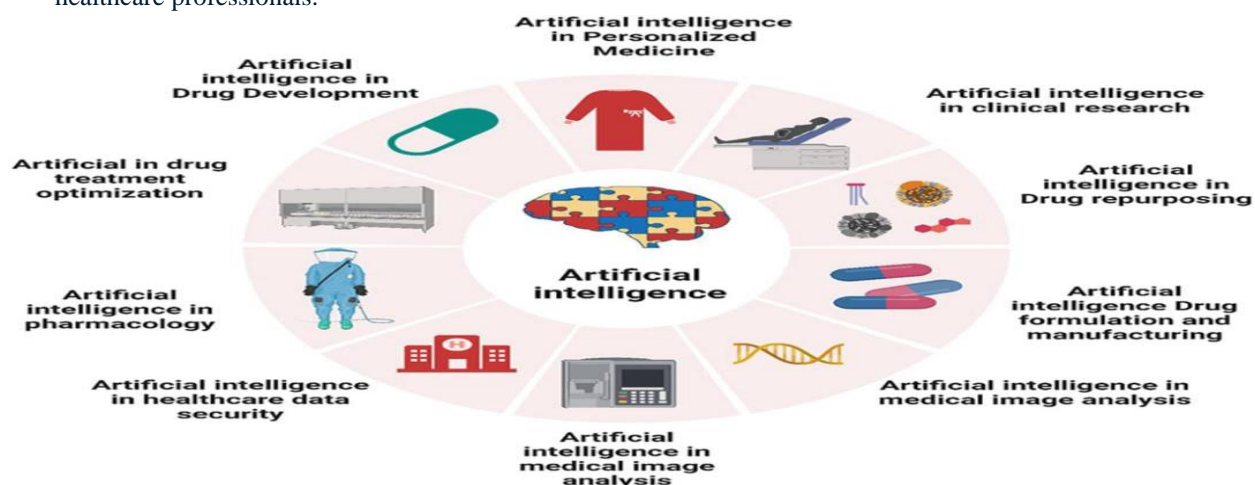 healthcare professionals.
Artificial intelligence
in Personalized
Medicine
Artificial
intelligence in
Drug Development
Artificial intelligence
in clinical research
Artificial in drug
treatment
optimization
Artificial
intelligence in
Drug repurposing
Artificial
intelligence
Artificial
intelligence in
pharmacology
Artificial
intelligence Drug
formulation and
manufacturing
H
Artificial intelligence
in healthcare data
security
Artificial intelligence in
medical image analysis
Artificial
intelligence in
medical image
analysis